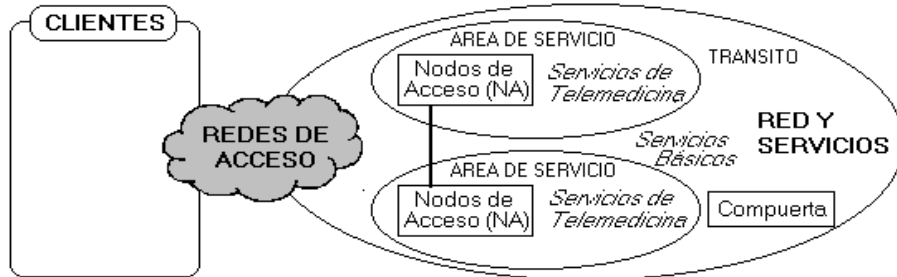 CLIENTES
REDES DE
ACCESO
AREA DE SERVICIO
Nodos de
Acceso (NA)
Servicios de
Telemedicina
TRANSITO
RED Y
SERVICIOS
Servicios
Básicos
AREA DE SERVICIO
Nodos de
Acceso (NA)
Servicios de
Telemedicina
Compuerta